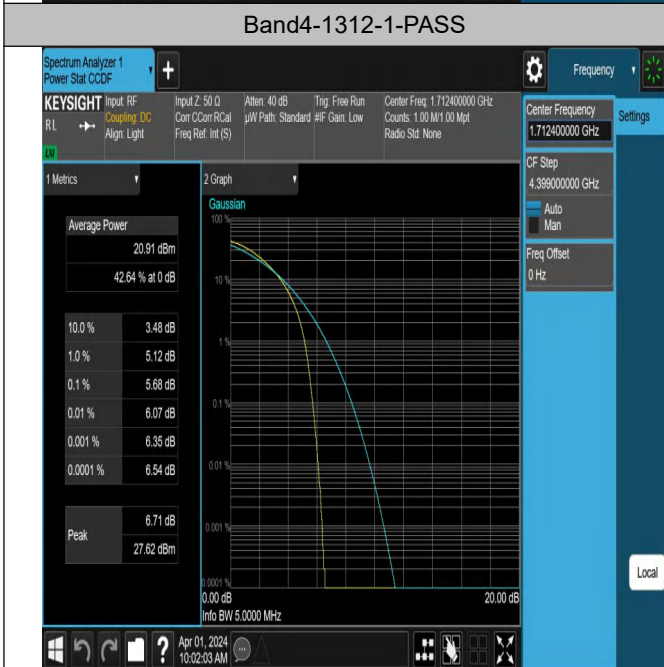 Band4-1312-1-PASS
Spectrum Analyzer 1
Power Stat CCDF
Frequency
KEYSIGHT
RL
LXI
Input: RF
Coupling: DC
Align: Light
Input Z: 50 Ω
Corr CCorr RCal
Freq Ref: Int (S)
Atten: 40 dB
µW Path: Standard
Trig: Free Run
#IF Gain: Low
Center Freq: 1.712400000 GHz
Counts: 1.00 M/1.00 Mpt
Radio Std: None
Center Frequency
1.712400000 GHz
Settings
CF Step
4.399000000 GHz
Auto
Man
Freq Offset
0 Hz
1 Metrics
Average Power
20.91 dBm
42.64 % at 0 dB
10.0 % 3.48 dB
1.0 % 5.12 dB
0.1 % 5.68 dB
0.01 % 6.07 dB
0.001 % 6.35 dB
0.0001 % 6.54 dB
Peak
6.71 dB
27.62 dBm
2 Graph
Gaussian
100 %
10 %
1 %
0.1 %
0.01 %
0.001 %
0.0001 %
0.00 dB
20.00 dB
Info BW 5.0000 MHz
Local
?
Apr 01, 2024
10:02:03 AM